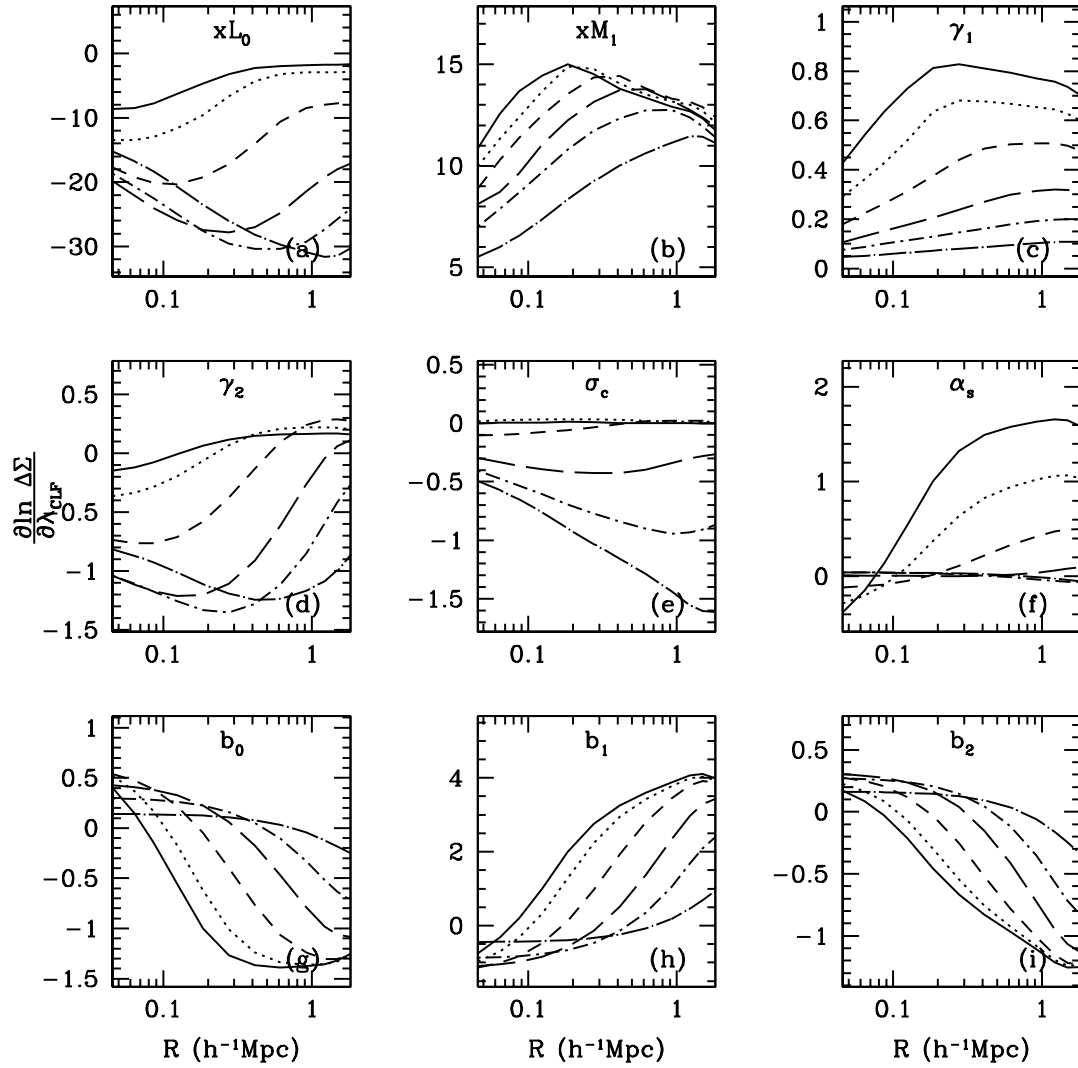 xL₀
0
−10
−20
−30
(a)
0.1 1
xM₁
15
10
5
(b)
0.1 1
γ₁
1
0.8
0.6
0.4
0.2
0
(c)
0.1 1
∂ln ΔΣ
∂λ_CLF
γ₂
0.5
0
−0.5
−1
−1.5
(d)
0.1 1
σ_c
0.5
0
−0.5
−1
−1.5
(e)
0.1 1
α_s
2
1
0
(f)
0.1 1
b₀
1
0.5
0
−0.5
−1
−1.5
(g)
0.1 1
R (h⁻¹Mpc)
b₁
4
2
0
(h)
0.1 1
R (h⁻¹Mpc)
b₂
0.5
0
−0.5
−1
(i)
0.1 1
R (h⁻¹Mpc)